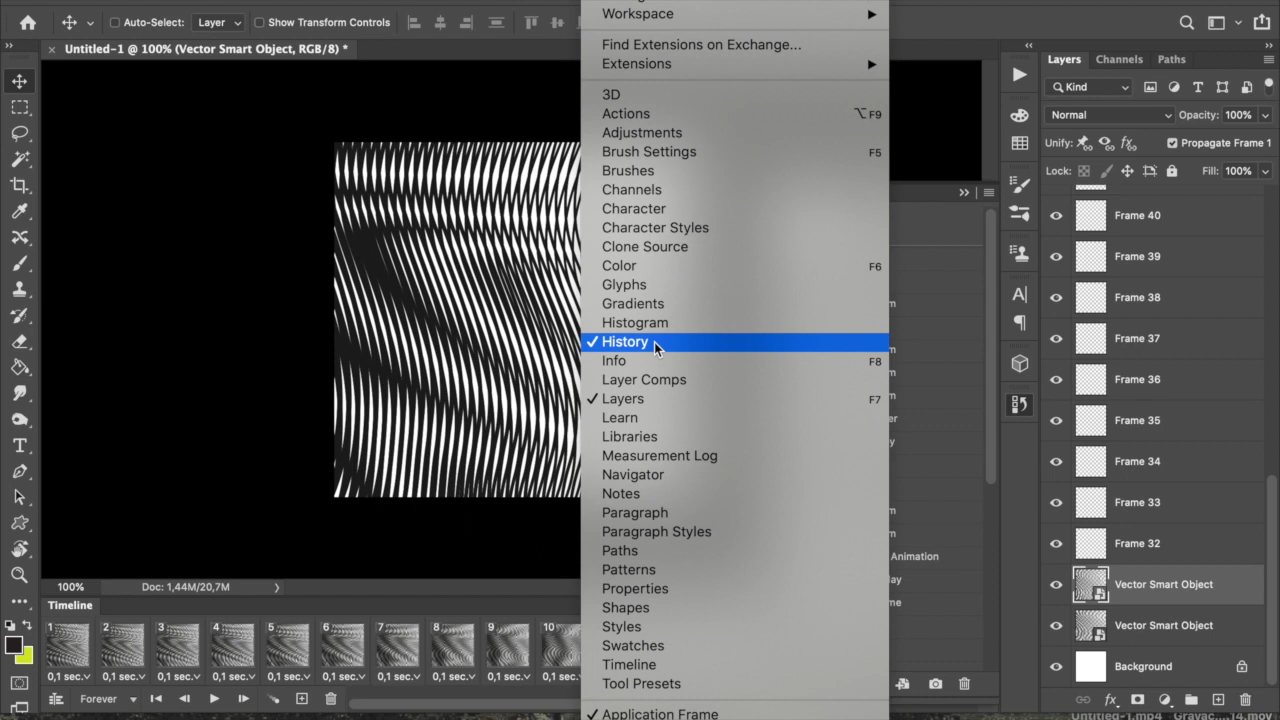 Auto-Select: Layer Show Transform Controls
Untitled-1 @ 100% (Vector Smart Object, RGB/8) *
Workspace
Find Extensions on Exchange...
Extensions
3D
Actions ⌥F9
Adjustments
Brush Settings F5
Brushes
Channels
Character
Character Styles
Clone Source
Color F6
Glyphs
Gradients
Histogram
✓ History
Info F8
Layer Comps
✓ Layers F7
Learn
Libraries
Measurement Log
Navigator
Notes
Paragraph
Paragraph Styles
Paths
Patterns
Properties
Shapes
Styles
Swatches
Timeline
Tool Presets
✓ Application Frame
Animation
Layers Channels Paths
Kind
Normal Opacity: 100%
Unify: Propagate Frame 1
Lock: Fill: 100%
Frame 40
Frame 39
Frame 38
Frame 37
Frame 36
Frame 35
Frame 34
Frame 33
Frame 32
Vector Smart Object
Vector Smart Object
Background
100% Doc: 1,44M/20,7M
Timeline
1 2 3 4 5 6 7 8 9 10
0,1 sec. 0,1 sec. 0,1 sec. 0,1 sec. 0,1 sec. 0,1 sec. 0,1 sec. 0,1 sec. 0,1 sec. 0,1 sec.
Forever